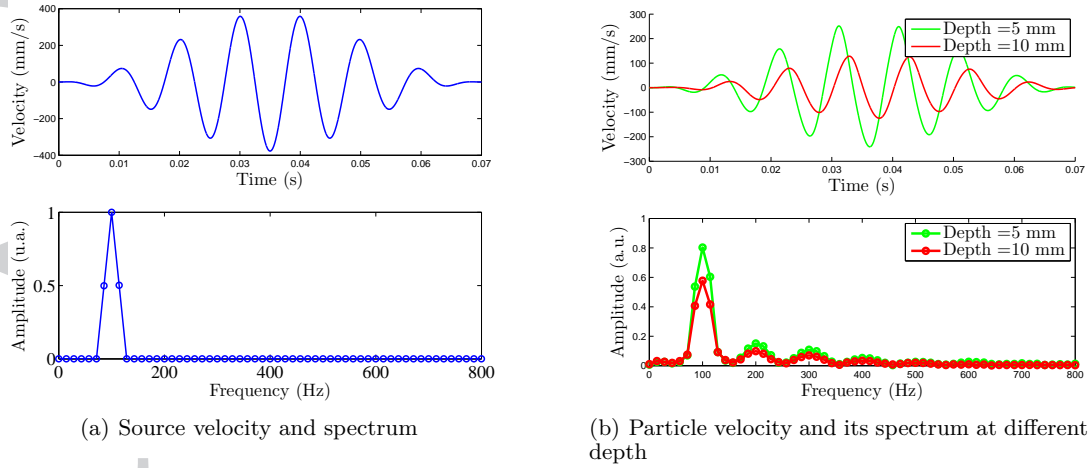 400
200
0
−200
−400
Velocity (mm/s)
0 0.01 0.02 0.03 0.04 0.05 0.06 0.07
Time (s)
1
0.5
0
Amplitude (u.a.)
0 200 400 600 800
Frequency (Hz)
(a) Source velocity and spectrum
300
200
100
0
−100
−200
−300
Velocity (mm/s)
Depth =5 mm
Depth =10 mm
0 0.01 0.02 0.03 0.04 0.05 0.06 0.07
Time (s)
1
0.8
0.6
0.4
0.2
0
Amplitude (a.u.)
Depth =5 mm
Depth =10 mm
0 100 200 300 400 500 600 700 800
Frequency (Hz)
(b) Particle velocity and its spectrum at different
depth